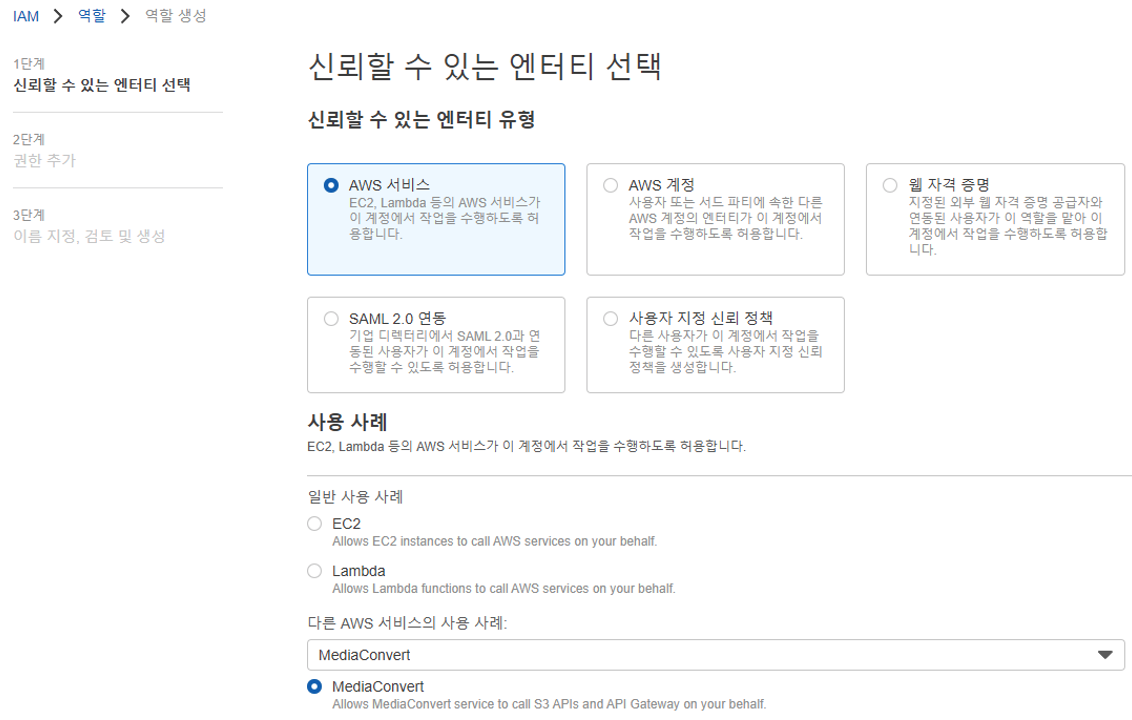 IAM > 역할 > 역할 생성
1단계
신뢰할 수 있는 엔터티 선택
2단계
권한 추가
3단계
이름 지정, 검토 및 생성
신뢰할 수 있는 엔터티 선택
신뢰할 수 있는 엔터티 유형
AWS 서비스
EC2, Lambda 등의 AWS 서비스가
이 계정에서 작업을 수행하도록 허
용합니다.
AWS 계정
사용자 또는 서드 파티에 속한 다른
AWS 계정의 엔터티가 이 계정에서
작업을 수행하도록 허용합니다.
웹 자격 증명
지정된 외부 웹 자격 증명 공급자와
연동된 사용자가 이 역할을 맡아 이
계정에서 작업을 수행하도록 허용합
니다.
SAML 2.0 연동
기업 디렉터리에서 SAML 2.0과 연
동된 사용자가 이 계정에서 작업을
수행할 수 있도록 허용합니다.
사용자 지정 신뢰 정책
다른 사용자가 이 계정에서 작업을
수행할 수 있도록 사용자 지정 신뢰
정책을 생성합니다.
사용 사례
EC2, Lambda 등의 AWS 서비스가 이 계정에서 작업을 수행하도록 허용합니다.
일반 사용 사례
EC2
Allows EC2 instances to call AWS services on your behalf.
Lambda
Allows Lambda functions to call AWS services on your behalf.
다른 AWS 서비스의 사용 사례:
MediaConvert
MediaConvert
Allows MediaConvert service to call S3 APIs and API Gateway on your behalf.